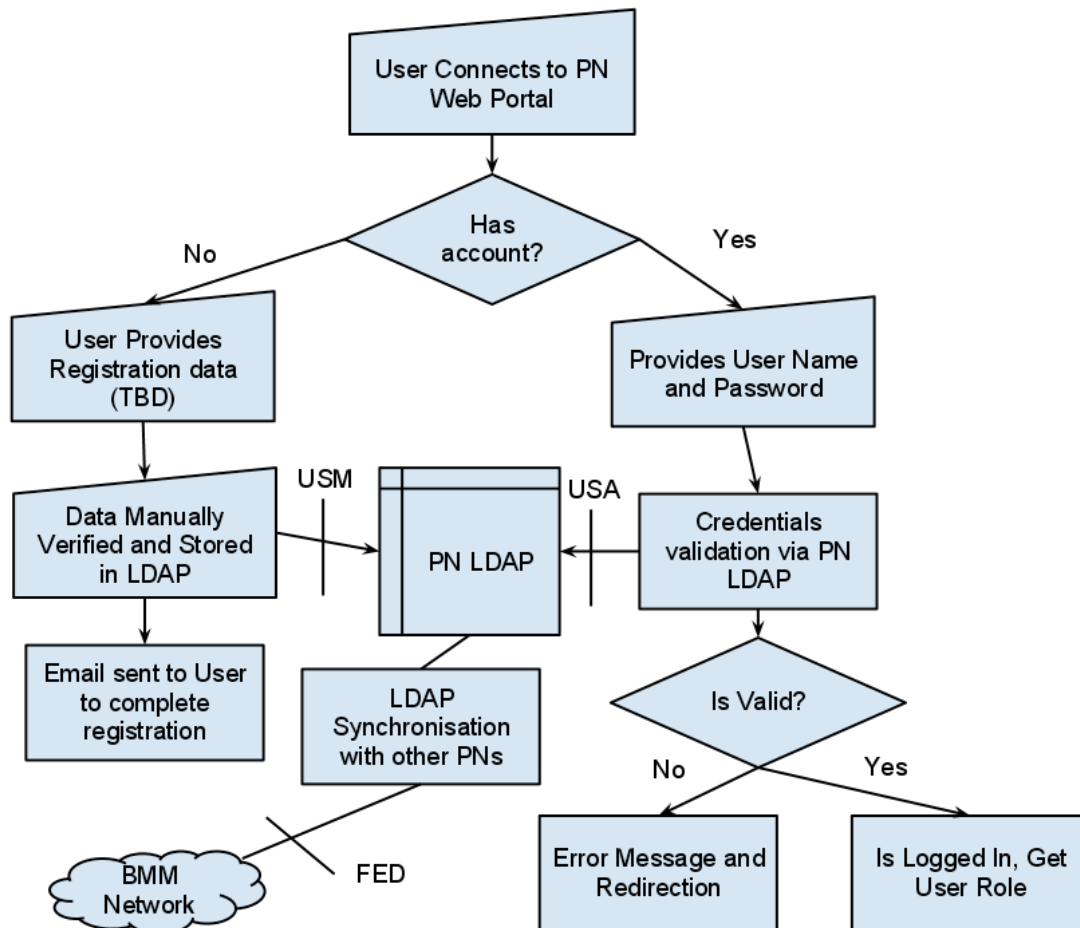 User Connects to PN
Web Portal
Has
account?
No
Yes
User Provides
Registration data
(TBD)
Provides User Name
and Password
USM
USA
Data Manually
Verified and Stored
in LDAP
PN LDAP
Credentials
validation via PN
LDAP
Email sent to User
to complete
registration
LDAP
Synchronisation
with other PNs
Is Valid?
No
Yes
BMM
Network
FED
Error Message and
Redirection
Is Logged In, Get
User Role